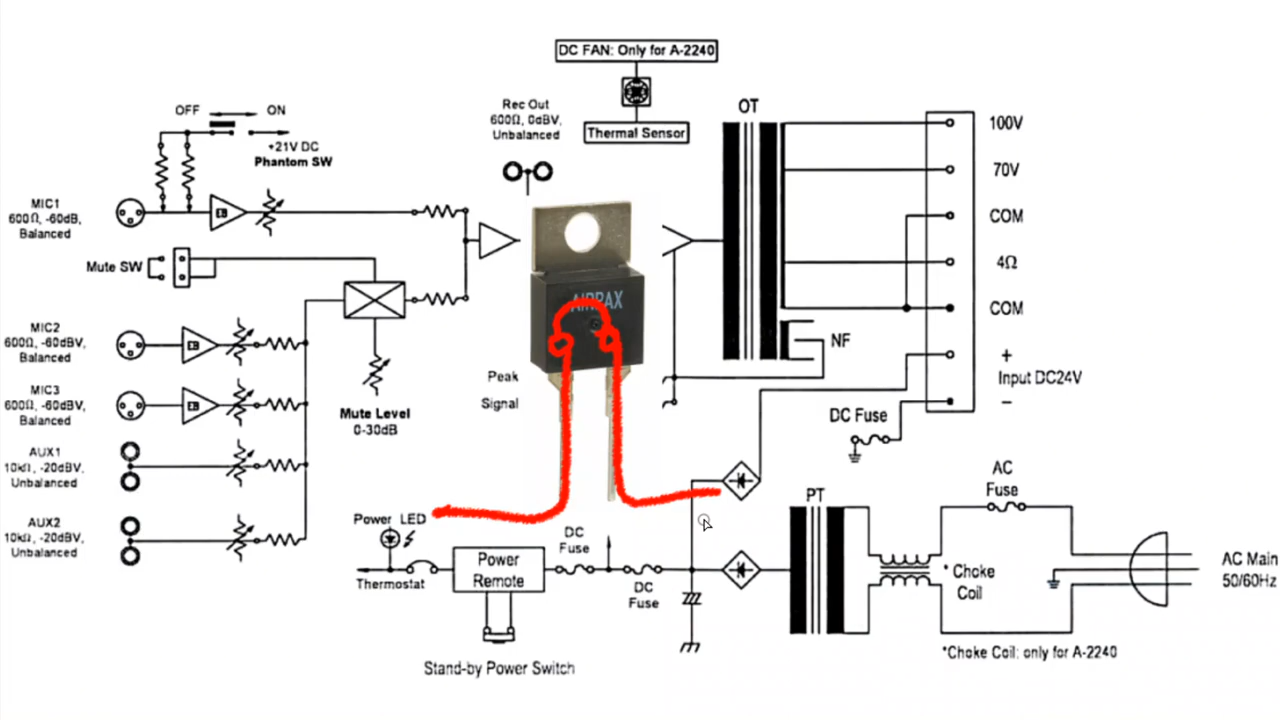 DC FAN: Only for A-2240
Thermal Sensor
Rec Out
600Ω, 0dBV,
Unbalanced
OT
OFF
ON
+21V DC
Phantom SW
MIC1
600Ω, -60dB,
Balanced
EB
Mute SW
MIC2
600Ω, -60dBV,
Balanced
EB
MIC3
600Ω, -60dBV,
Balanced
EB
AUX1
10kΩ, -20dBV,
Unbalanced
AUX2
10kΩ, -20dBV,
Unbalanced
Mute Level
0-30dB
AIRPAX
Peak
Signal
100V
70V
COM
4Ω
COM
+
Input DC24V
−
NF
DC Fuse
Power LED
Thermostat
Power
Remote
DC
Fuse
DC
Fuse
Stand-by Power Switch
PT
AC
Fuse
* Choke
Coil
AC Main
50/60Hz
*Choke Coil: only for A-2240